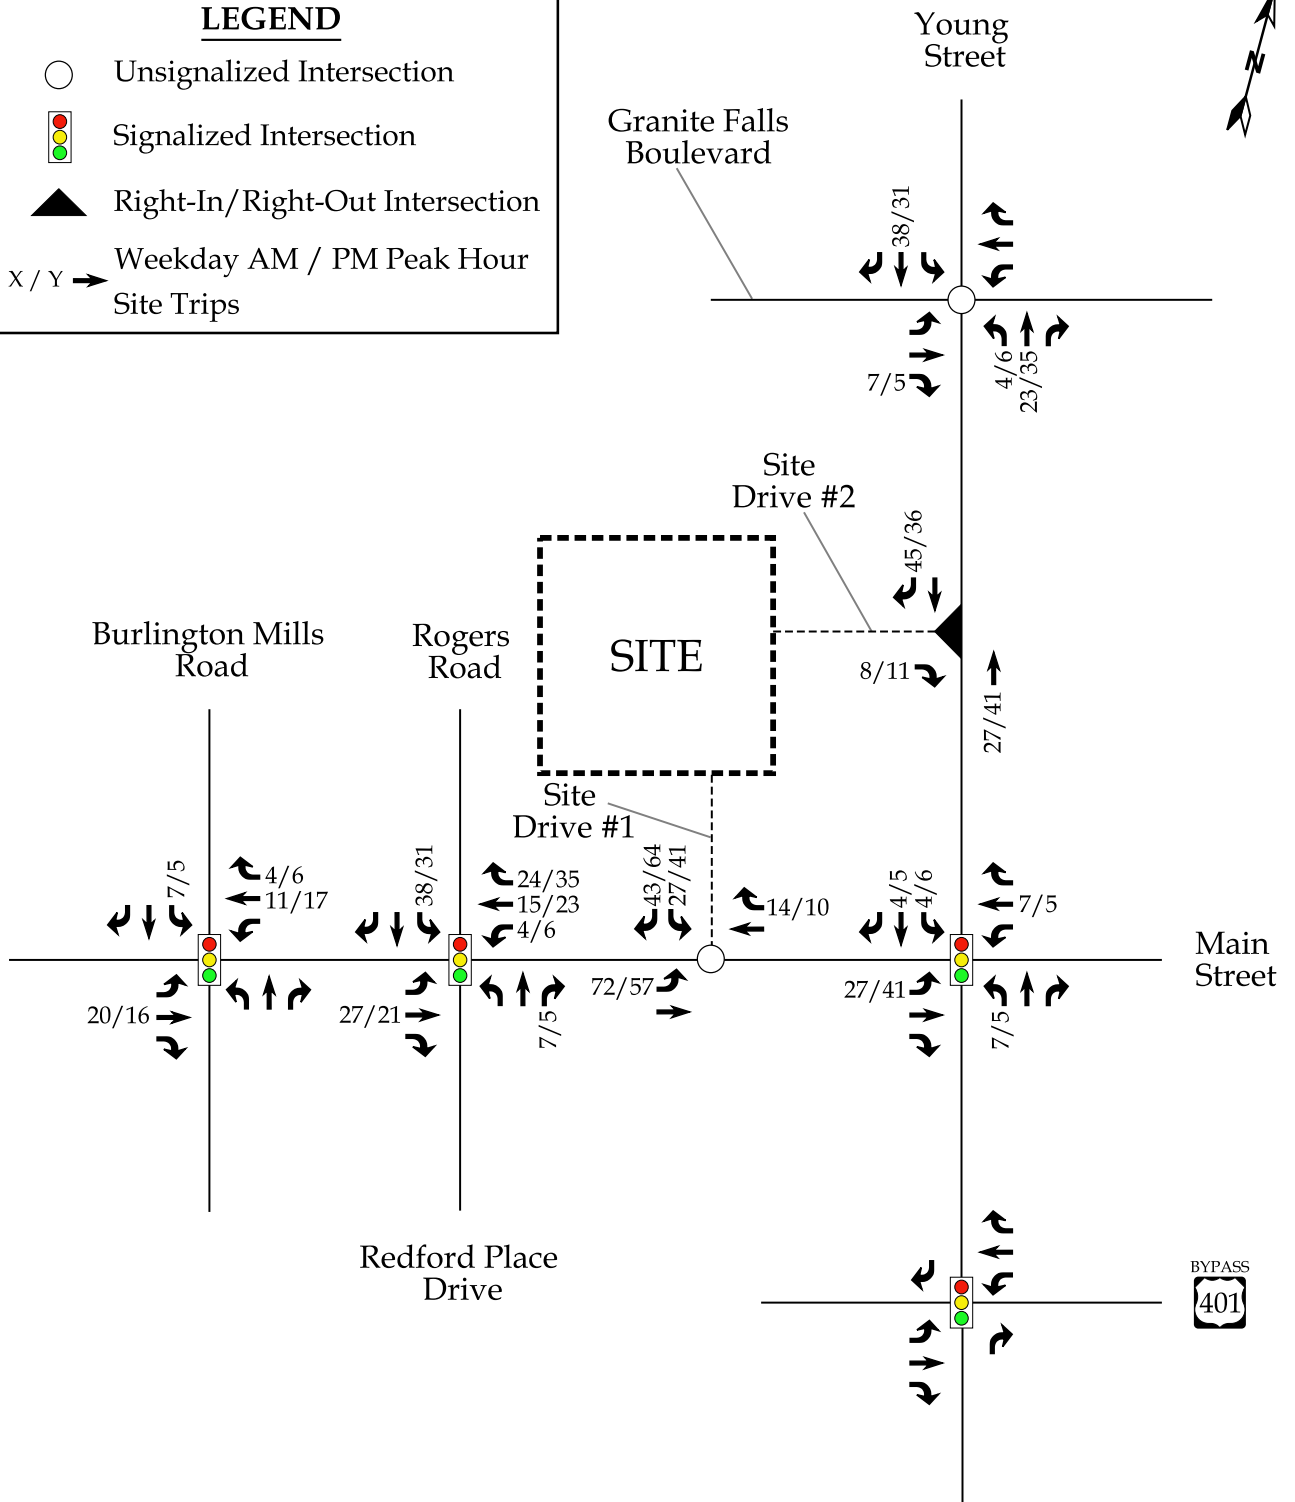 LEGEND
Unsignalized Intersection
Signalized Intersection
Right-In/Right-Out Intersection
X / Y
Weekday AM / PM Peak Hour
Site Trips
Young
Street
N
Granite Falls
Boulevard
38/31
7/5
4/6
23/35
Site
Drive #2
45/36
SITE
8/11
27/41
Burlington Mills
Road
Rogers
Road
Site
Drive #1
7/5
4/6
11/17
20/16
38/31
24/35
15/23
4/6
27/21
7/5
43/64
27/41
14/10
72/57
4/5
4/6
7/5
27/41
7/5
Main
Street
Redford Place
Drive
BYPASS
401